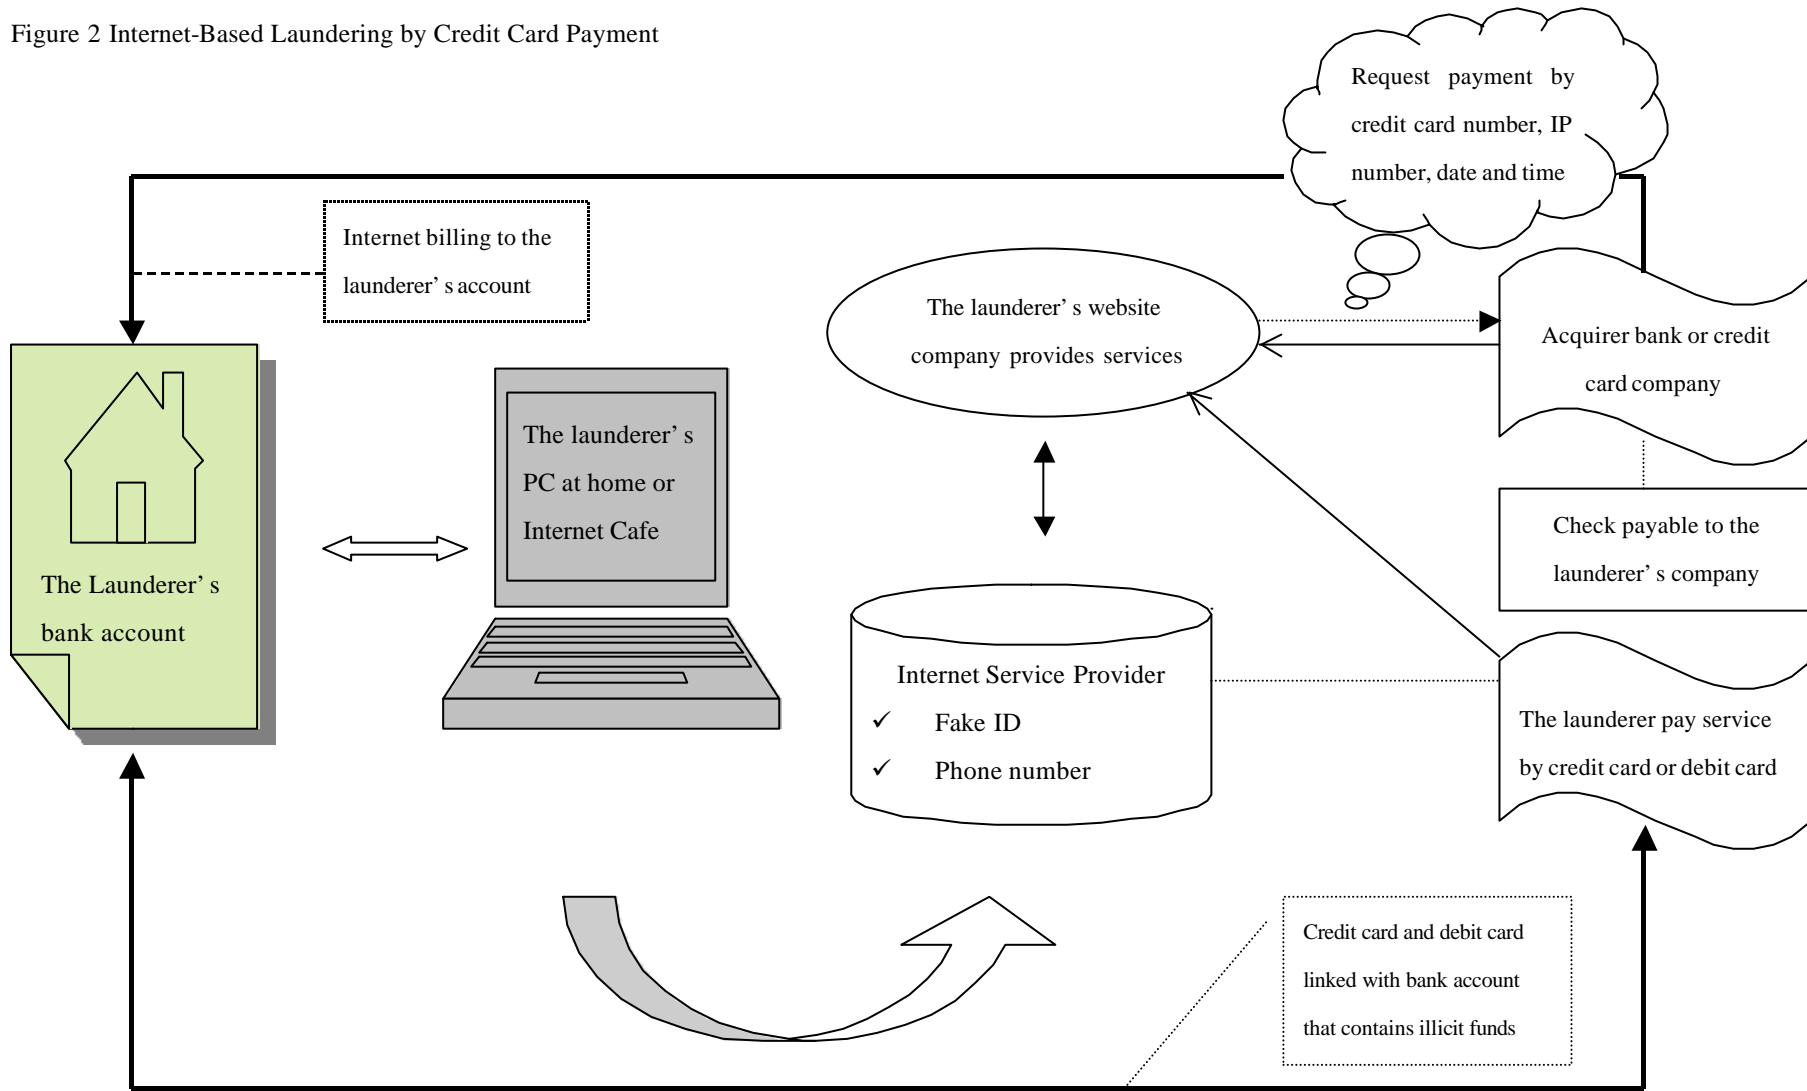 Figure 2 Internet-Based Laundering by Credit Card Payment
Request payment by
credit card number, IP
number, date and time
Internet billing to the
launderer's account
The launderer's website
company provides services
Acquirer bank or credit
card company
The launderer's
PC at home or
Internet Cafe
Check payable to the
launderer's company
The Launderer's
bank account
Internet Service Provider
✓ Fake ID
✓ Phone number
The launderer pay service
by credit card or debit card
Credit card and debit card
linked with bank account
that contains illicit funds